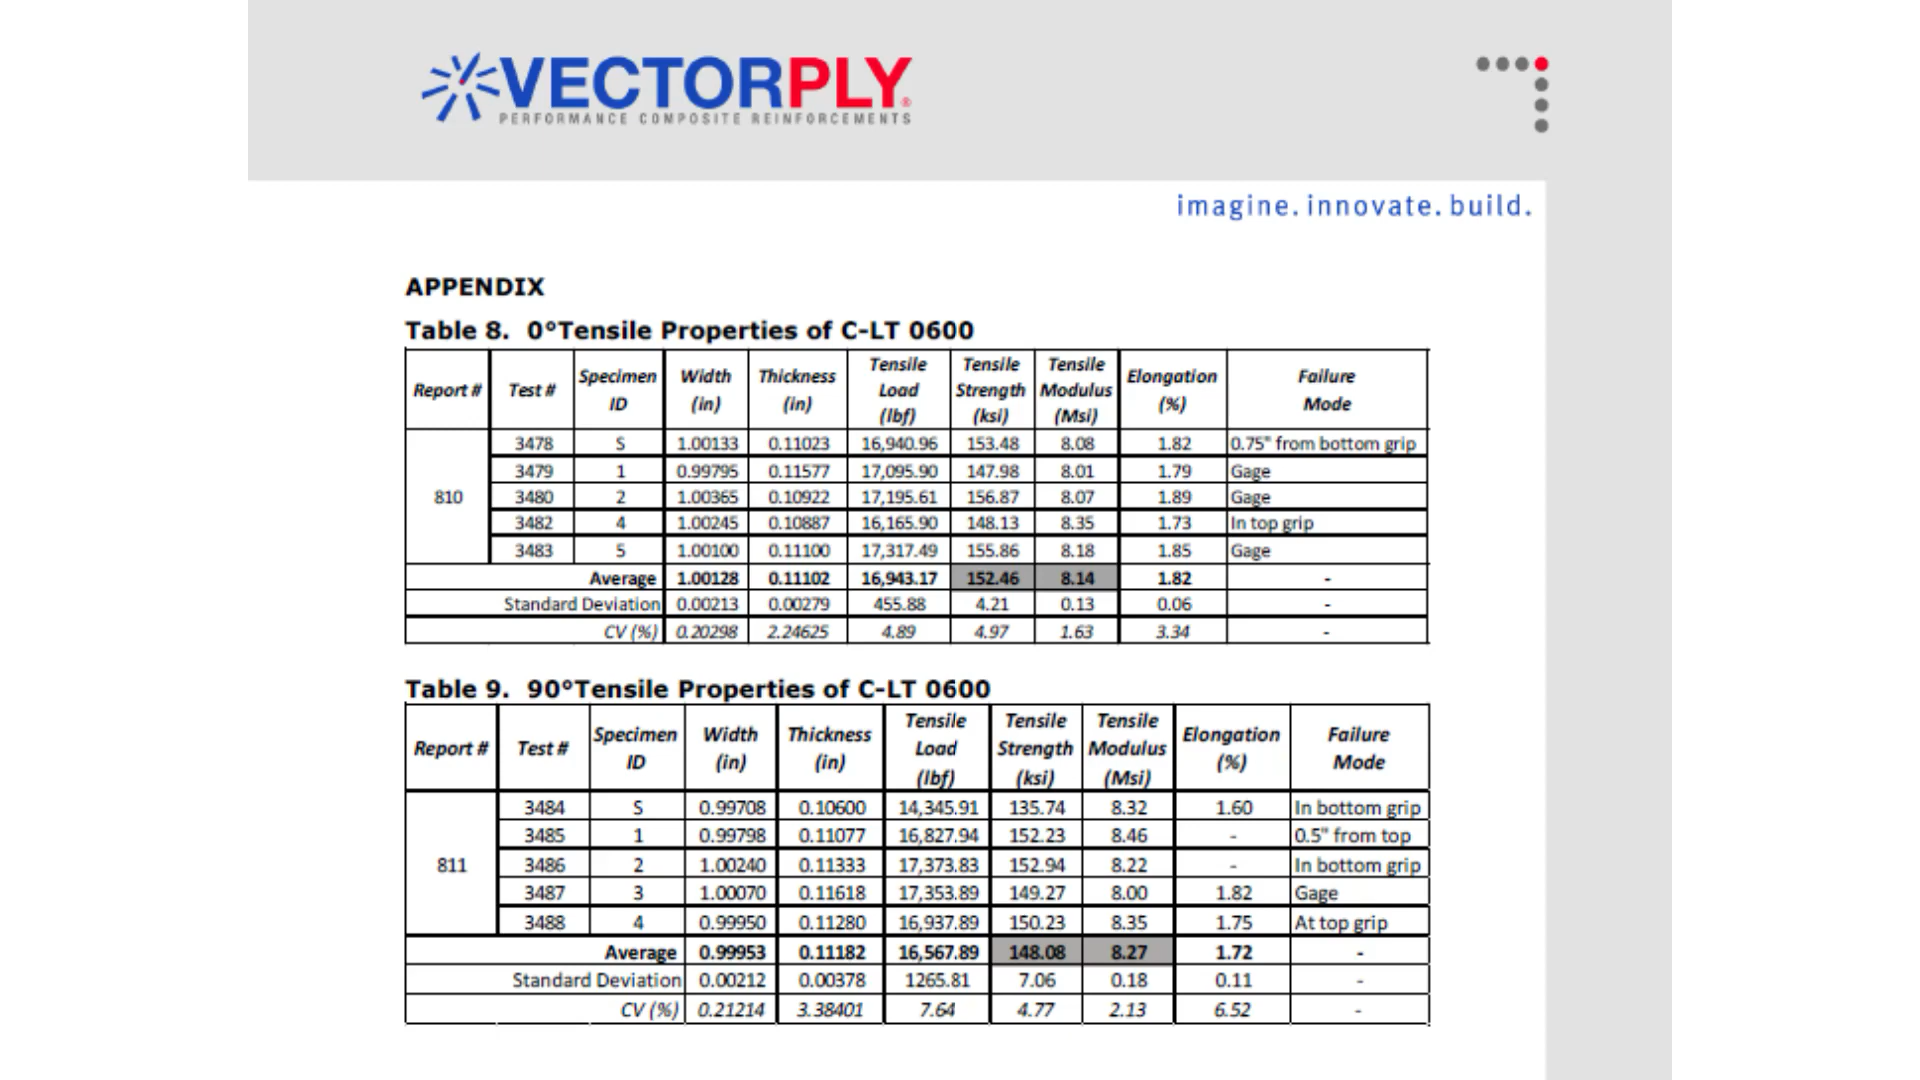 VECTORPLY®
PERFORMANCE COMPOSITE REINFORCEMENTS
imagine.innovate.build.
APPENDIX
Table 8. 0°Tensile Properties of C-LT 0600
Report # Test # Specimen ID Width (in) Thickness (in) Tensile Load (lbf) Tensile Strength (ksi) Tensile Modulus (Msi) Elongation (%) Failure Mode
810
3478 S 1.00133 0.11023 16,940.96 153.48 8.08 1.82 0.75" from bottom grip
3479 1 0.99795 0.11577 17,095.90 147.98 8.01 1.79 Gage
3480 2 1.00365 0.10922 17,195.61 156.87 8.07 1.89 Gage
3482 4 1.00245 0.10887 16,165.90 148.13 8.35 1.73 In top grip
3483 5 1.00100 0.11100 17,317.49 155.86 8.18 1.85 Gage
Average 1.00128 0.11102 16,943.17 152.46 8.14 1.82 -
Standard Deviation 0.00213 0.00279 455.88 4.21 0.13 0.06 -
CV (%) 0.20298 2.24625 4.89 4.97 1.63 3.34 -
Table 9. 90°Tensile Properties of C-LT 0600
Report # Test # Specimen ID Width (in) Thickness (in) Tensile Load (lbf) Tensile Strength (ksi) Tensile Modulus (Msi) Elongation (%) Failure Mode
811
3484 S 0.99708 0.10600 14,345.91 135.74 8.32 1.60 In bottom grip
3485 1 0.99798 0.11077 16,827.94 152.23 8.46 - 0.5" from top
3486 2 1.00240 0.11333 17,373.83 152.94 8.22 - In bottom grip
3487 3 1.00070 0.11618 17,353.89 149.27 8.00 1.82 Gage
3488 4 0.99950 0.11280 16,937.89 150.23 8.35 1.75 At top grip
Average 0.99953 0.11182 16,567.89 148.08 8.27 1.72 -
Standard Deviation 0.00212 0.00378 1265.81 7.06 0.18 0.11 -
CV (%) 0.21214 3.38401 7.64 4.77 2.13 6.52 -